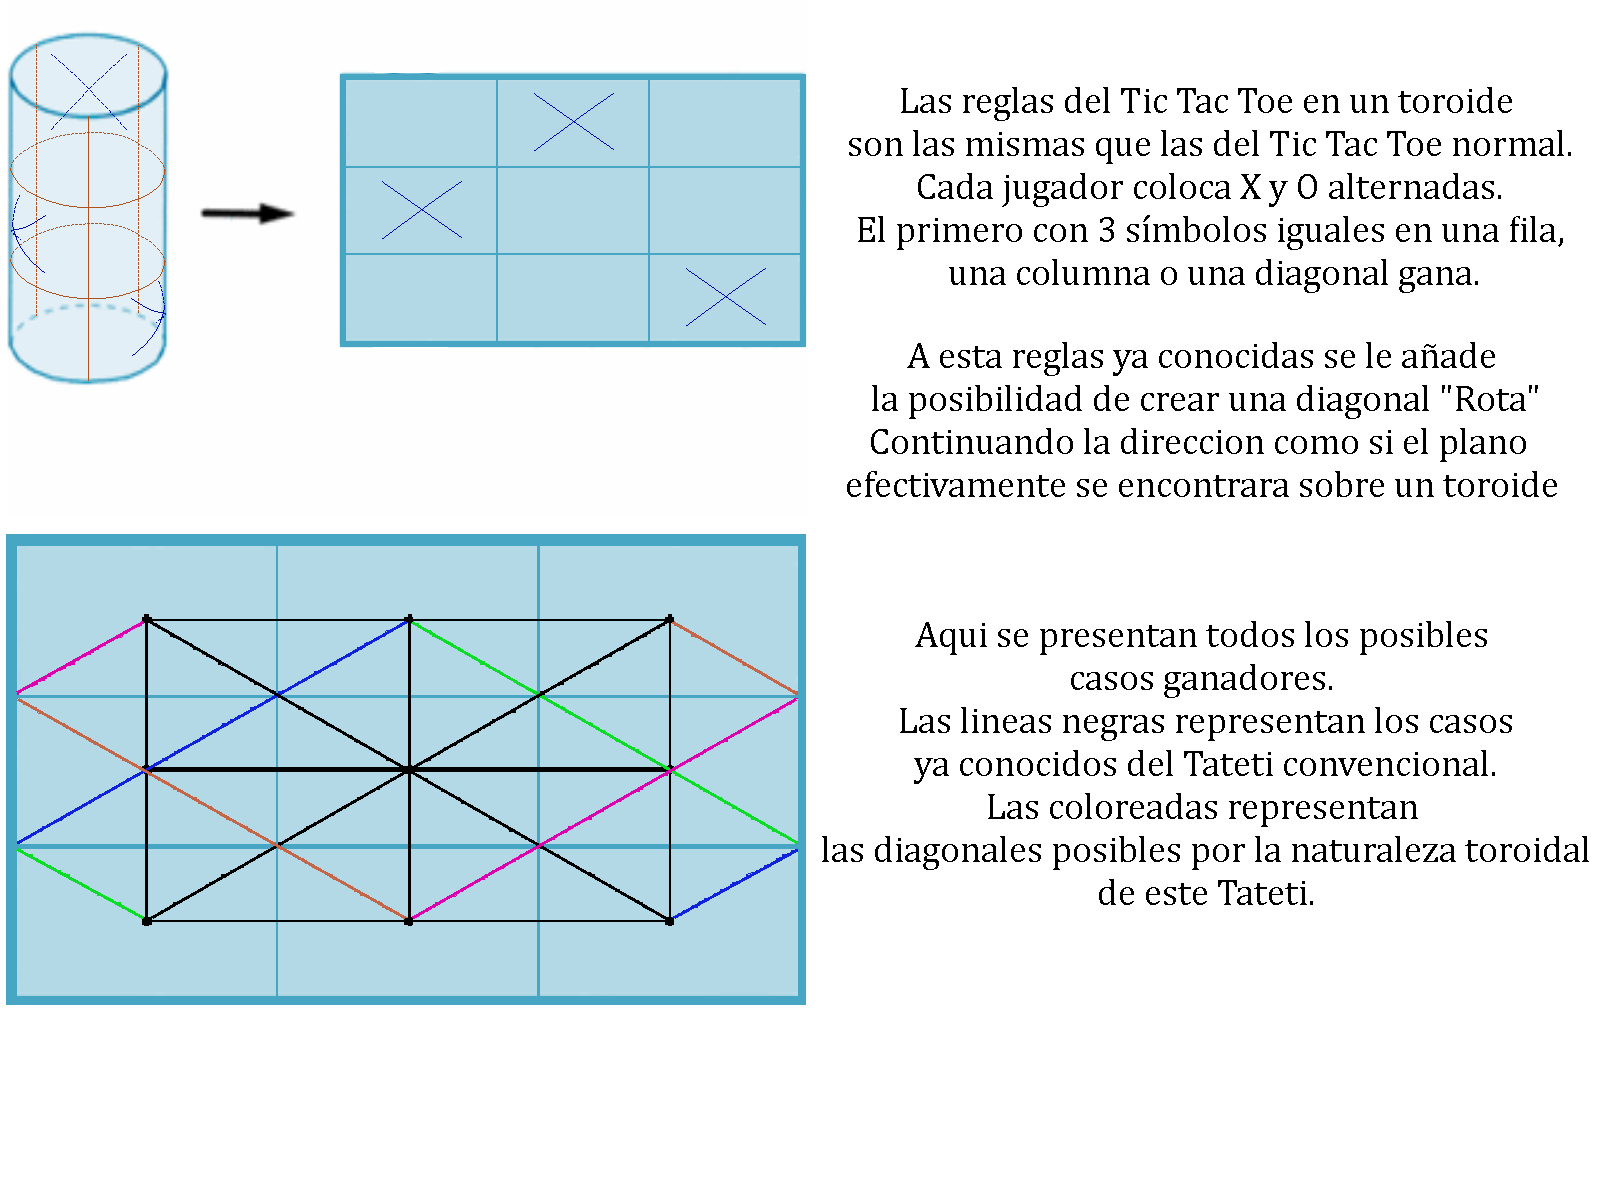 Las reglas del Tic Tac Toe en un toroide
son las mismas que las del Tic Tac Toe normal.
Cada jugador coloca X y O alternadas.
El primero con 3 símbolos iguales en una fila,
una columna o una diagonal gana.
A esta reglas ya conocidas se le añade
la posibilidad de crear una diagonal "Rota"
Continuando la direccion como si el plano
efectivamente se encontrara sobre un toroide
Aqui se presentan todos los posibles
casos ganadores.
Las lineas negras representan los casos
ya conocidos del Tateti convencional.
Las coloreadas representan
las diagonales posibles por la naturaleza toroidal
de este Tateti.